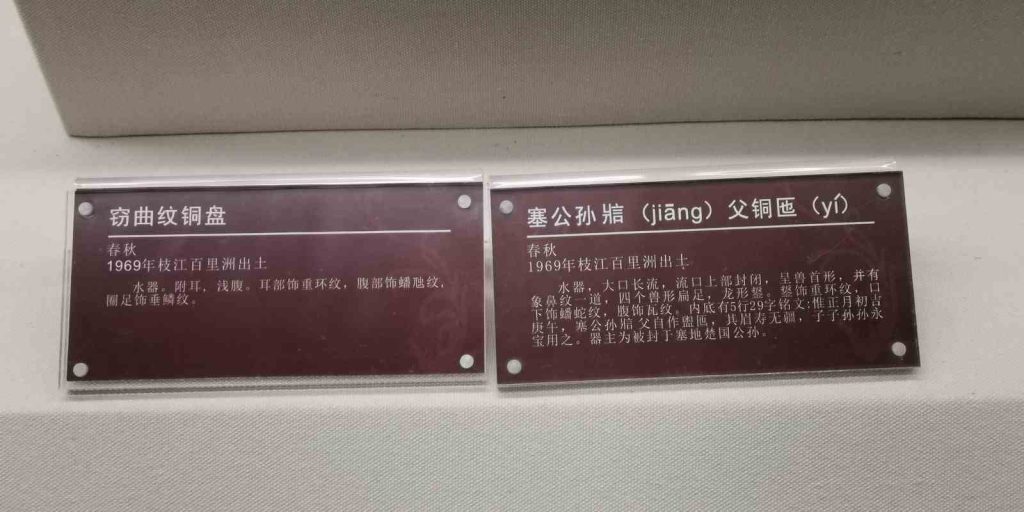 窃曲纹铜盘
春秋
1969年枝江百里洲出土
水器。附耳，浅腹。耳部饰重环纹，腹部饰蟠虺纹，
圈足饰垂鳞纹。
塞公孙𩰬（jiāng）父铜匜（yí）
春秋
1969年枝江百里洲出土
水器，大口长流，流口上部封闭，呈兽首形，并有
象鼻纹一道，四个兽形扁足，龙形鋬。鋬饰重环纹，口
下饰蟠蛇纹，腹饰瓦纹。内底有5行29字铭文:惟正月初吉
庚午，塞公孙 父自作盥匜，其眉寿无疆，子子孙孙永
宝用之。器主为被封于塞地楚国公孙。